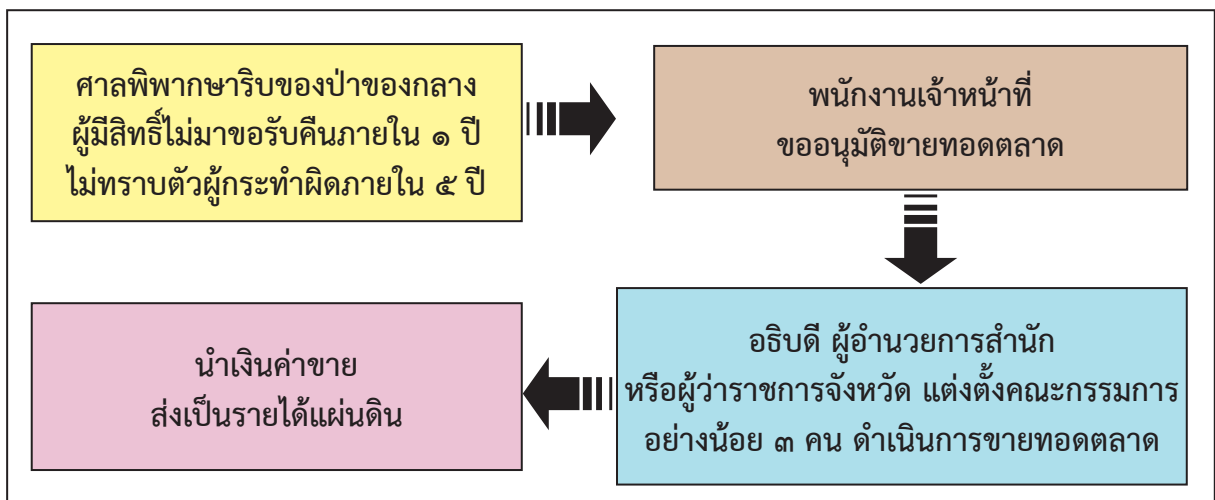 ศาลพิพากษาริบของป่าของกลาง
ผู้มีสิทธิ์ไม่มาขอรับคืนภายใน ๑ ปี
ไม่ทราบตัวผู้กระทำผิดภายใน ๕ ปี
พนักงานเจ้าหน้าที่
ขออนุมัติขายทอดตลาด
อธิบดี ผู้อำนวยการสำนัก
หรือผู้ว่าราชการจังหวัด แต่งตั้งคณะกรรมการ
อย่างน้อย ๓ คน ดำเนินการขายทอดตลาด
นำเงินค่าขาย
ส่งเป็นรายได้แผ่นดิน